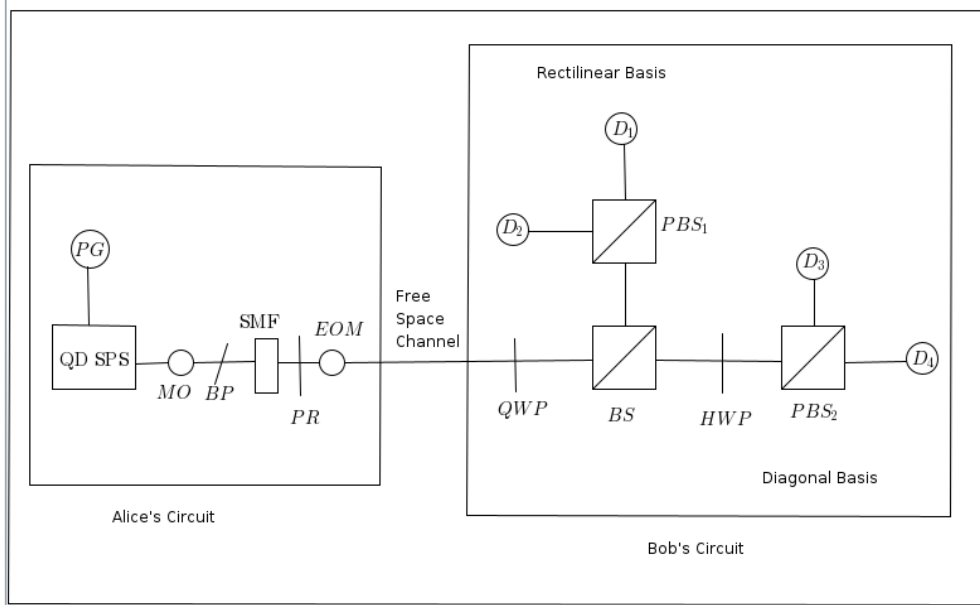 Rectilinear Basis
D₁
D₂
PBS₁
PG
D₃
Free
Space
Channel
SMF
EOM
QD SPS
D₄
MO
BP
PR
QWP
BS
HWP
PBS₂
Diagonal Basis
Alice's Circuit
Bob's Circuit